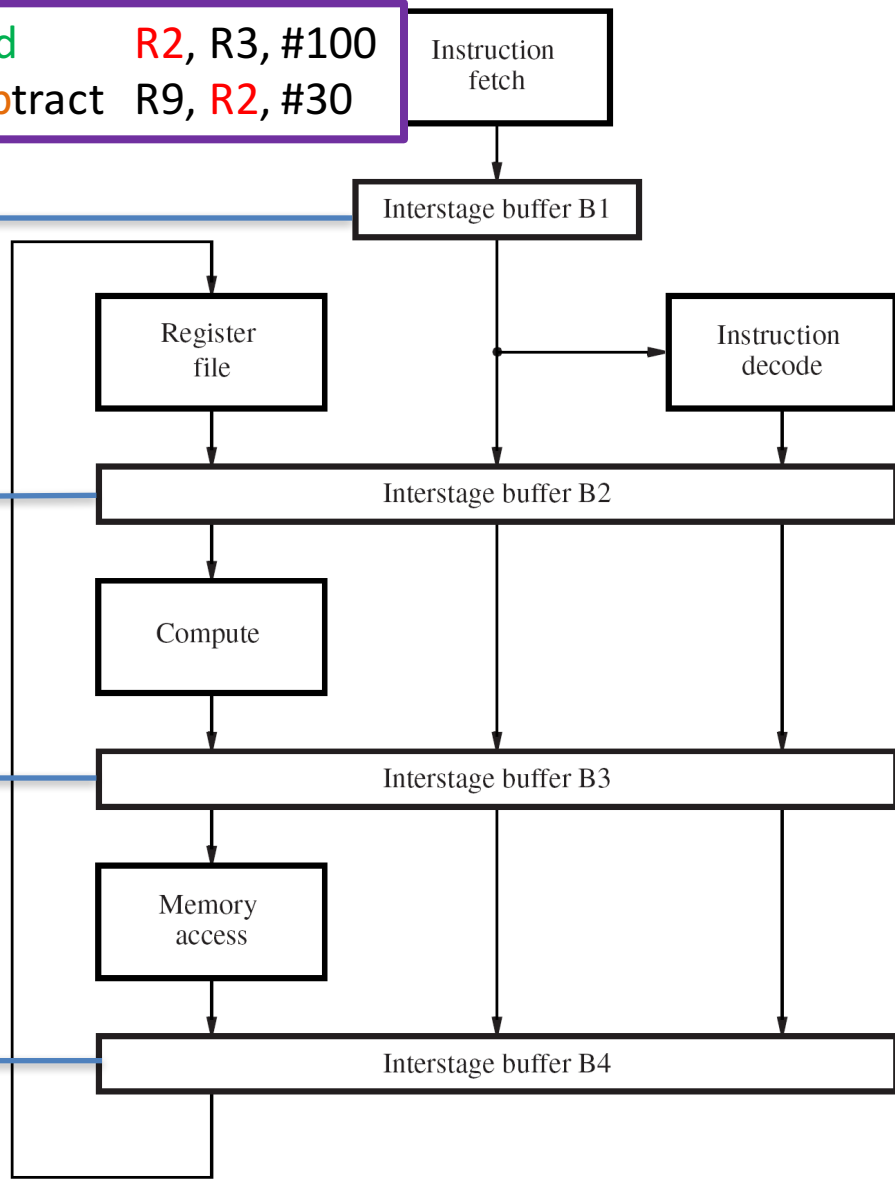 d R2, R3, #100
btract R9, R2, #30
Instruction
fetch
Interstage buffer B1
Register
file
Instruction
decode
Interstage buffer B2
Compute
Interstage buffer B3
Memory
access
Interstage buffer B4